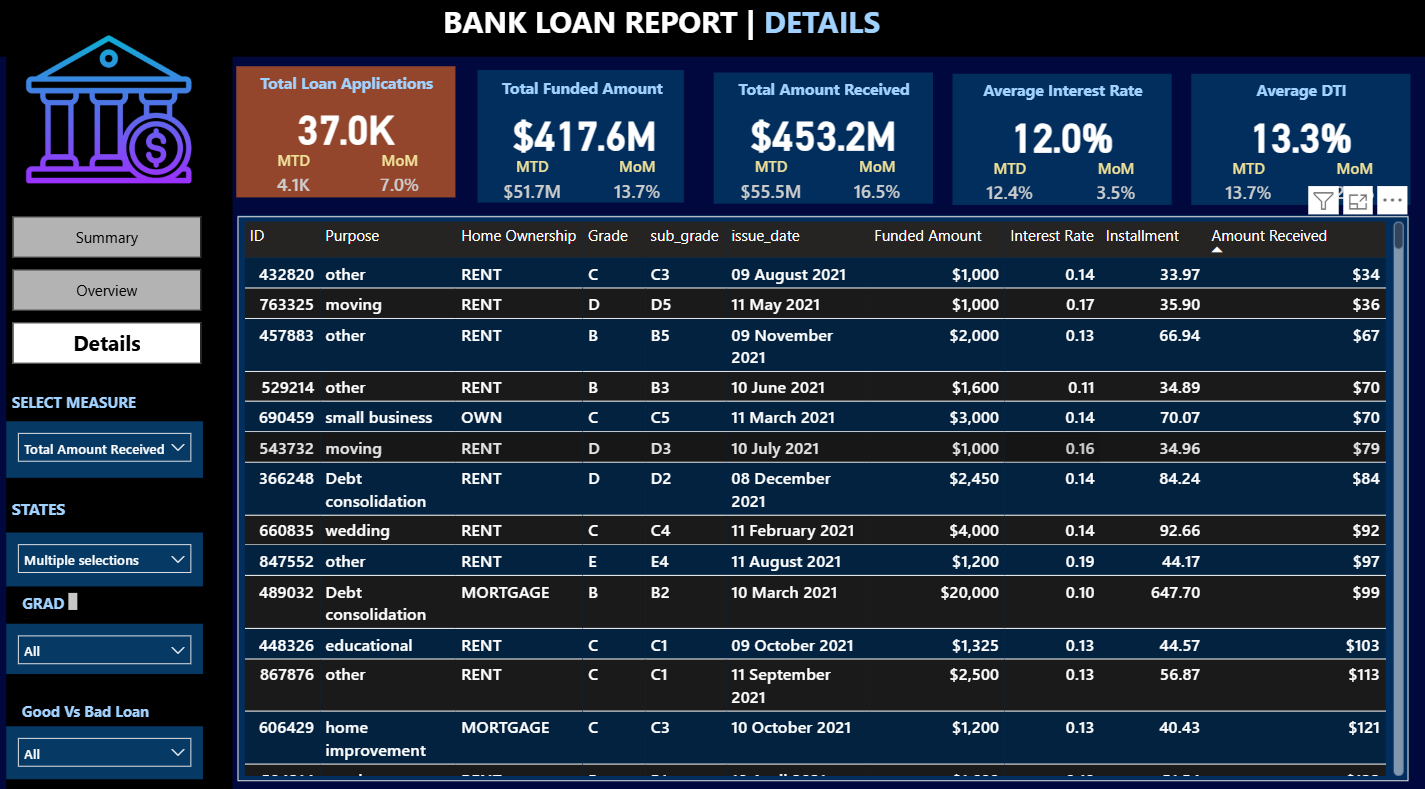 BANK LOAN REPORT | DETAILS
Total Loan Applications
37.0K
MTD MoM
4.1K 7.0%
Total Funded Amount
$417.6M
MTD MoM
$51.7M 13.7%
Total Amount Received
$453.2M
MTD MoM
$55.5M 16.5%
Average Interest Rate
12.0%
MTD MoM
12.4% 3.5%
Average DTI
13.3%
MTD MoM
13.7%
Summary
Overview
Details
SELECT MEASURE
Total Amount Received
STATES
Multiple selections
GRAD
All
Good Vs Bad Loan
All
ID Purpose Home Ownership Grade sub_grade issue_date Funded Amount Interest Rate Installment Amount Received
432820 other RENT C C3 09 August 2021 $1,000 0.14 33.97 $34
763325 moving RENT D D5 11 May 2021 $1,000 0.17 35.90 $36
457883 other RENT B B5 09 November $2,000 0.13 66.94 $67
2021
529214 other RENT B B3 10 June 2021 $1,600 0.11 34.89 $70
690459 small business OWN C C5 11 March 2021 $3,000 0.14 70.07 $70
543732 moving RENT D D3 10 July 2021 $1,000 0.16 34.96 $79
366248 Debt RENT D D2 08 December $2,450 0.14 84.24 $84
consolidation 2021
660835 wedding RENT C C4 11 February 2021 $4,000 0.14 92.66 $92
847552 other RENT E E4 11 August 2021 $1,200 0.19 44.17 $97
489032 Debt MORTGAGE B B2 10 March 2021 $20,000 0.10 647.70 $99
consolidation
448326 educational RENT C C1 09 October 2021 $1,325 0.13 44.57 $103
867876 other RENT C C1 11 September $2,500 0.13 56.87 $113
2021
606429 home MORTGAGE C C3 10 October 2021 $1,200 0.13 40.43 $121
improvement